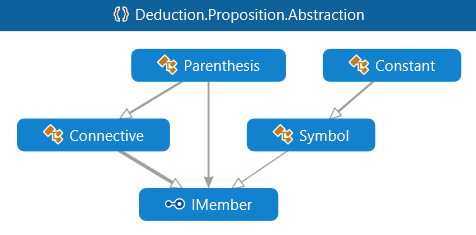 Deduction.Proposition.Abstraction
Parenthesis
Constant
Connective
Symbol
IMember